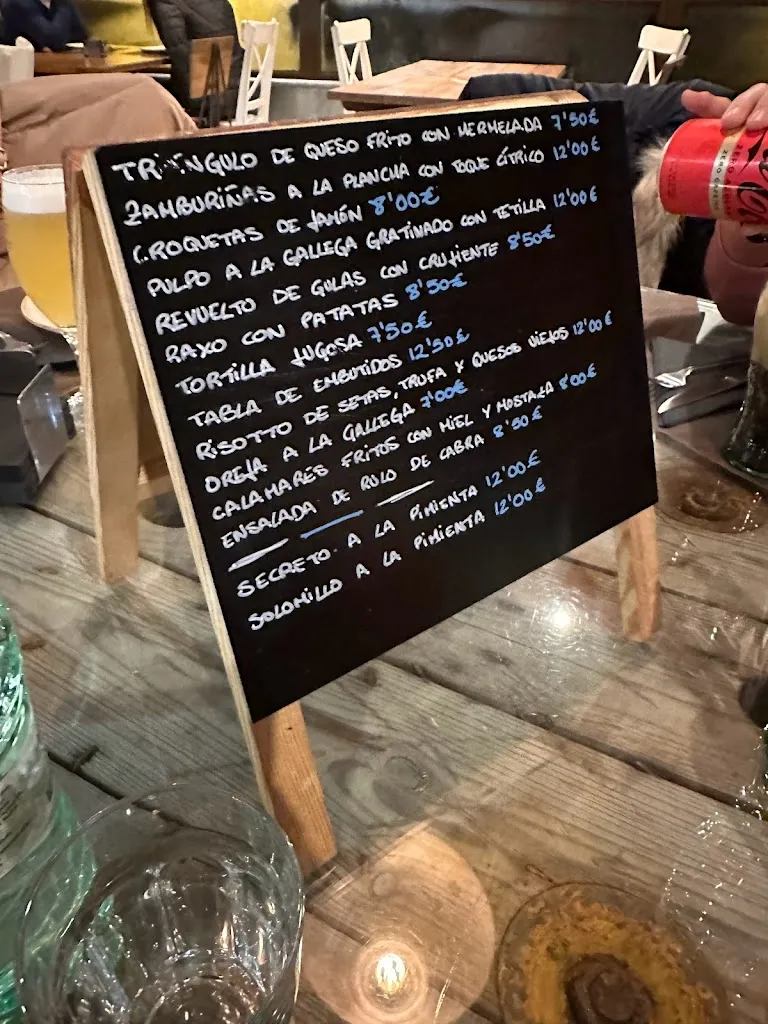 TRIÁNGULO DE QUESO FRITO CON MERMELADA 7'50€
ZAMBURIÑAS A LA PLANCHA CON TOQUE CÍTRICO 12'00€
CROQUETAS DE JAMÓN 8'00€
PULPO A LA GALLEGA GRATINADO CON TETILLA 12'00€
REVUELTO DE GULAS CON CRUJIENTE 8'50€
RAXO CON PATATAS 8'50€
TORTILLA JUGOSA 7'50€
TABLA DE EMBUTIDOS 12'50€
RISOTTO DE SETAS, TRUFA Y QUESOS VIEJOS 12'00€
OREJA A LA GALLEGA 7'00€
CALAMARES FRITOS CON MIEL Y MOSTAZA 8'00€
ENSALADA DE RULO DE CABRA 8'50€
SECRETO A LA PIMIENTA 12'00€
SOLOMILLO A LA PIMIENTA 12'00€
ZERO